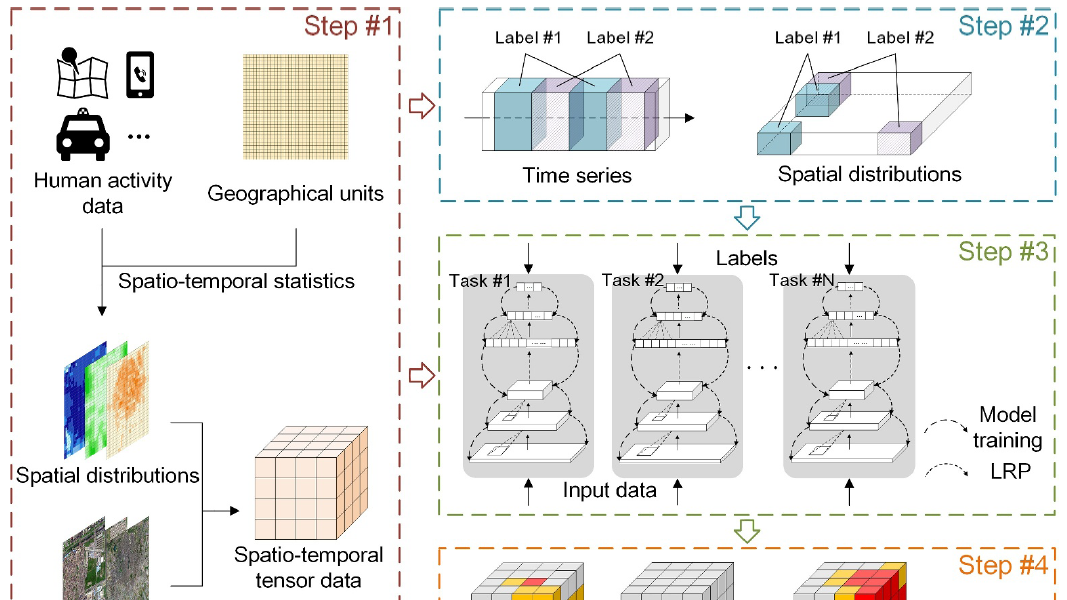 Step #1
Human activity
data
Geographical units
Spatio-temporal statistics
Spatial distributions
Spatio-temporal
tensor data
Step #2
Label #1
Label #2
Time series
Label #1
Label #2
Spatial distributions
Step #3
Labels
Task #1
Task #2
Task #N
Input data
Model
training
LRP
Step #4